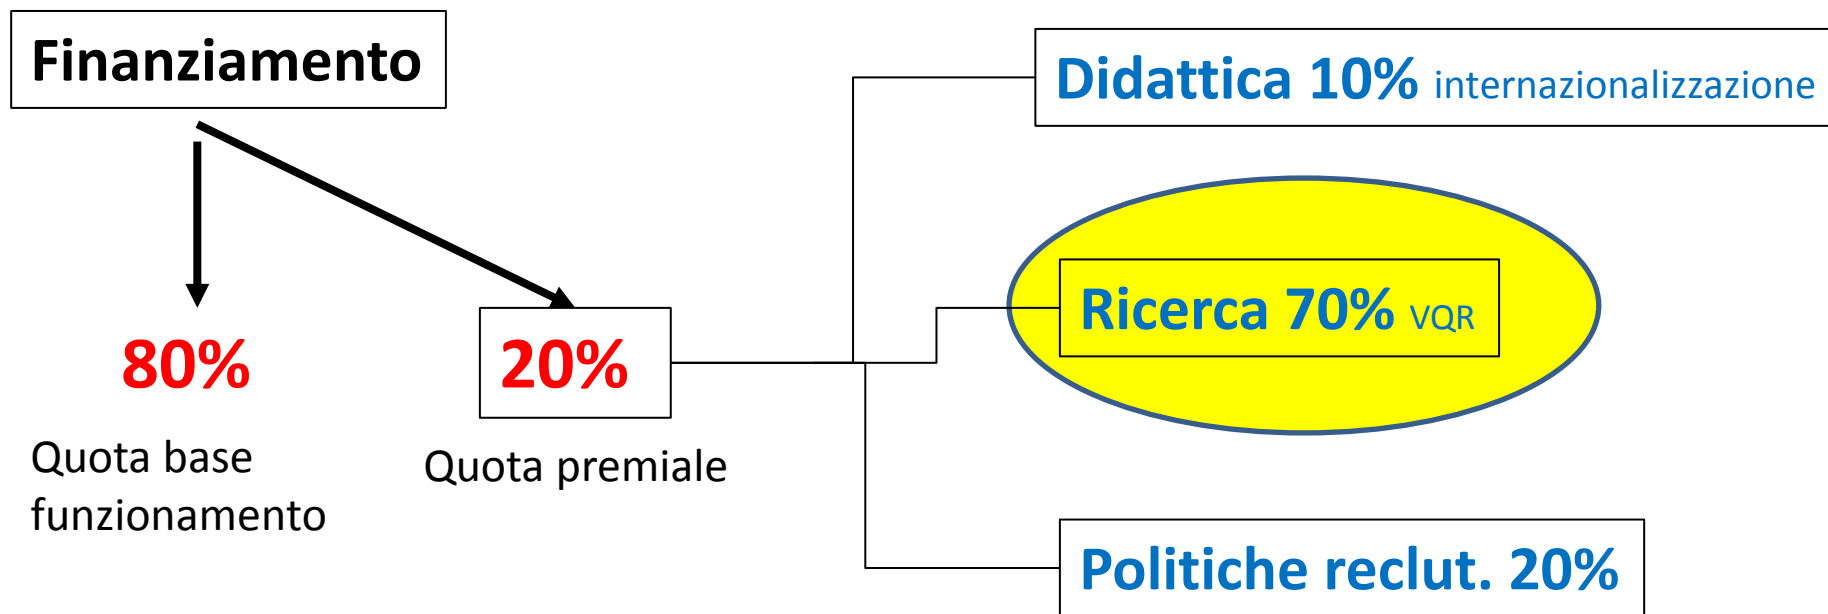 Finanziamento
80%
Quota base
funzionamento
20%
Quota premiale
Didattica 10% internazionalizzazione
Ricerca 70% VQR
Politiche reclut. 20%